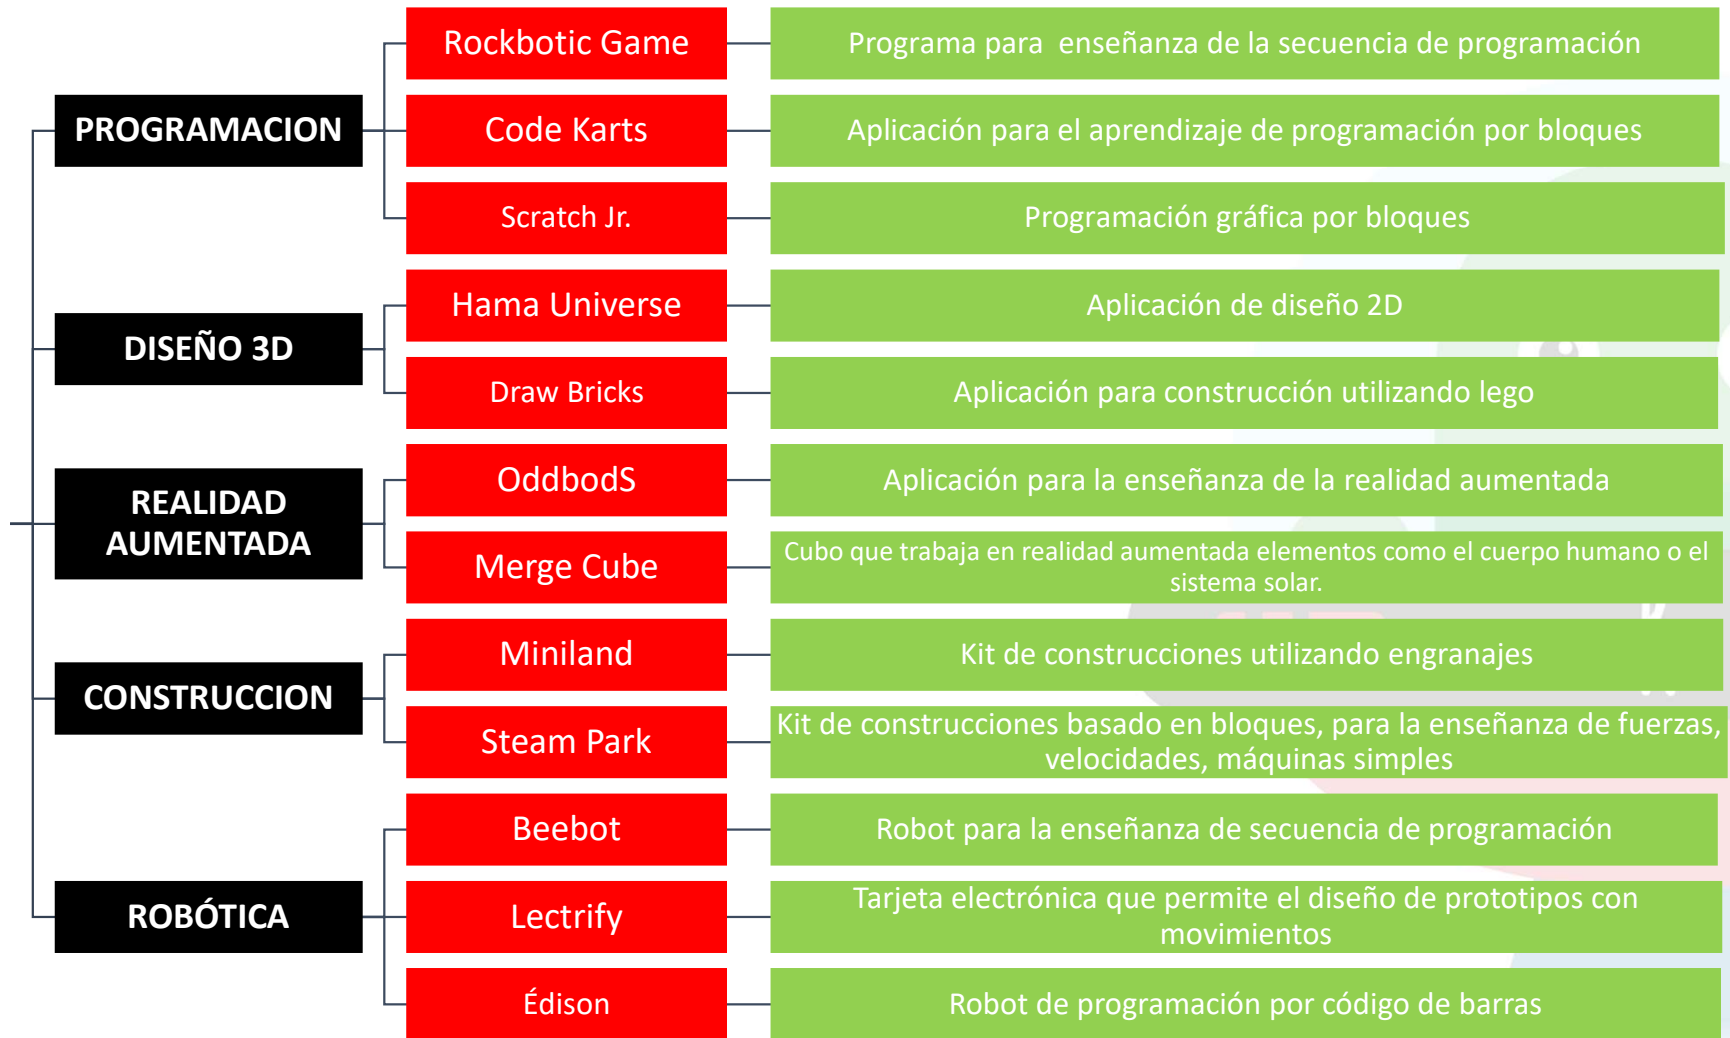 PROGRAMACION
Rockbotic Game
Programa para enseñanza de la secuencia de programación
Code Karts
Aplicación para el aprendizaje de programación por bloques
Scratch Jr.
Programación gráfica por bloques
DISEÑO 3D
Hama Universe
Aplicación de diseño 2D
Draw Bricks
Aplicación para construcción utilizando lego
REALIDAD
AUMENTADA
OddbodS
Aplicación para la enseñanza de la realidad aumentada
Merge Cube
Cubo que trabaja en realidad aumentada elementos como el cuerpo humano o el
sistema solar.
CONSTRUCCION
Miniland
Kit de construcciones utilizando engranajes
Steam Park
Kit de construcciones basado en bloques, para la enseñanza de fuerzas,
velocidades, máquinas simples
ROBÓTICA
Beebot
Robot para la enseñanza de secuencia de programación
Lectrify
Tarjeta electrónica que permite el diseño de prototipos con
movimientos
Édison
Robot de programación por código de barras